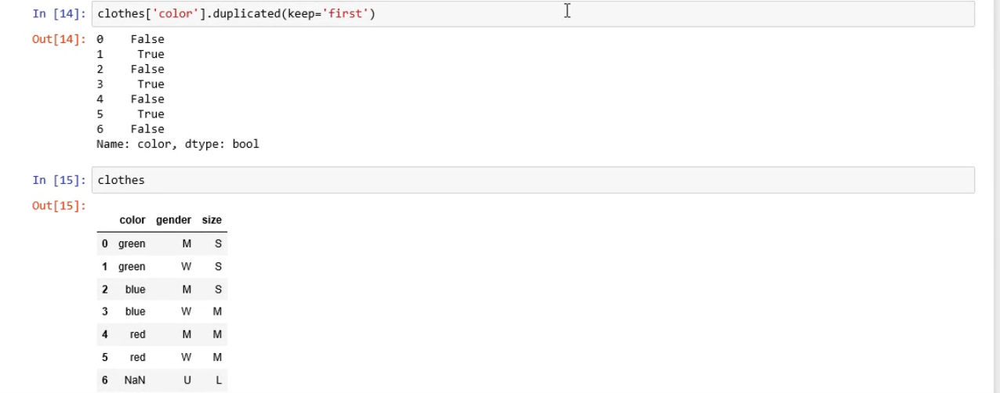 In [14]: clothes['color'].duplicated(keep='first')
Out[14]: 0 False
1 True
2 False
3 True
4 False
5 True
6 False
Name: color, dtype: bool
In [15]: clothes
Out[15]:
color gender size
0 green M S
1 green W S
2 blue M S
3 blue W M
4 red M M
5 red W M
6 NaN U L